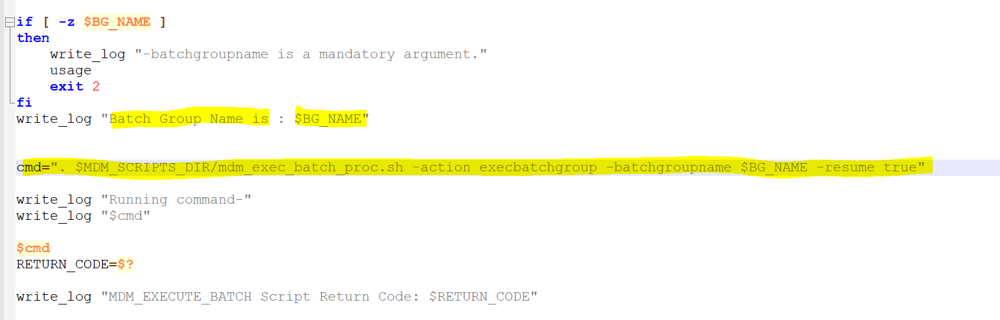 if [ -z $BG_NAME ]
then
write_log "-batchgroupname is a mandatory argument."
usage
exit 2
fi
write_log "Batch Group Name is : $BG_NAME"
cmd=". $MDM_SCRIPTS_DIR/mdm_exec_batch_proc.sh -action execbatchgroup -batchgroupname $BG_NAME -resume true"
write_log "Running command-"
write_log "$cmd"
$cmd
RETURN_CODE=$?
write_log "MDM_EXECUTE_BATCH Script Return Code: $RETURN_CODE"